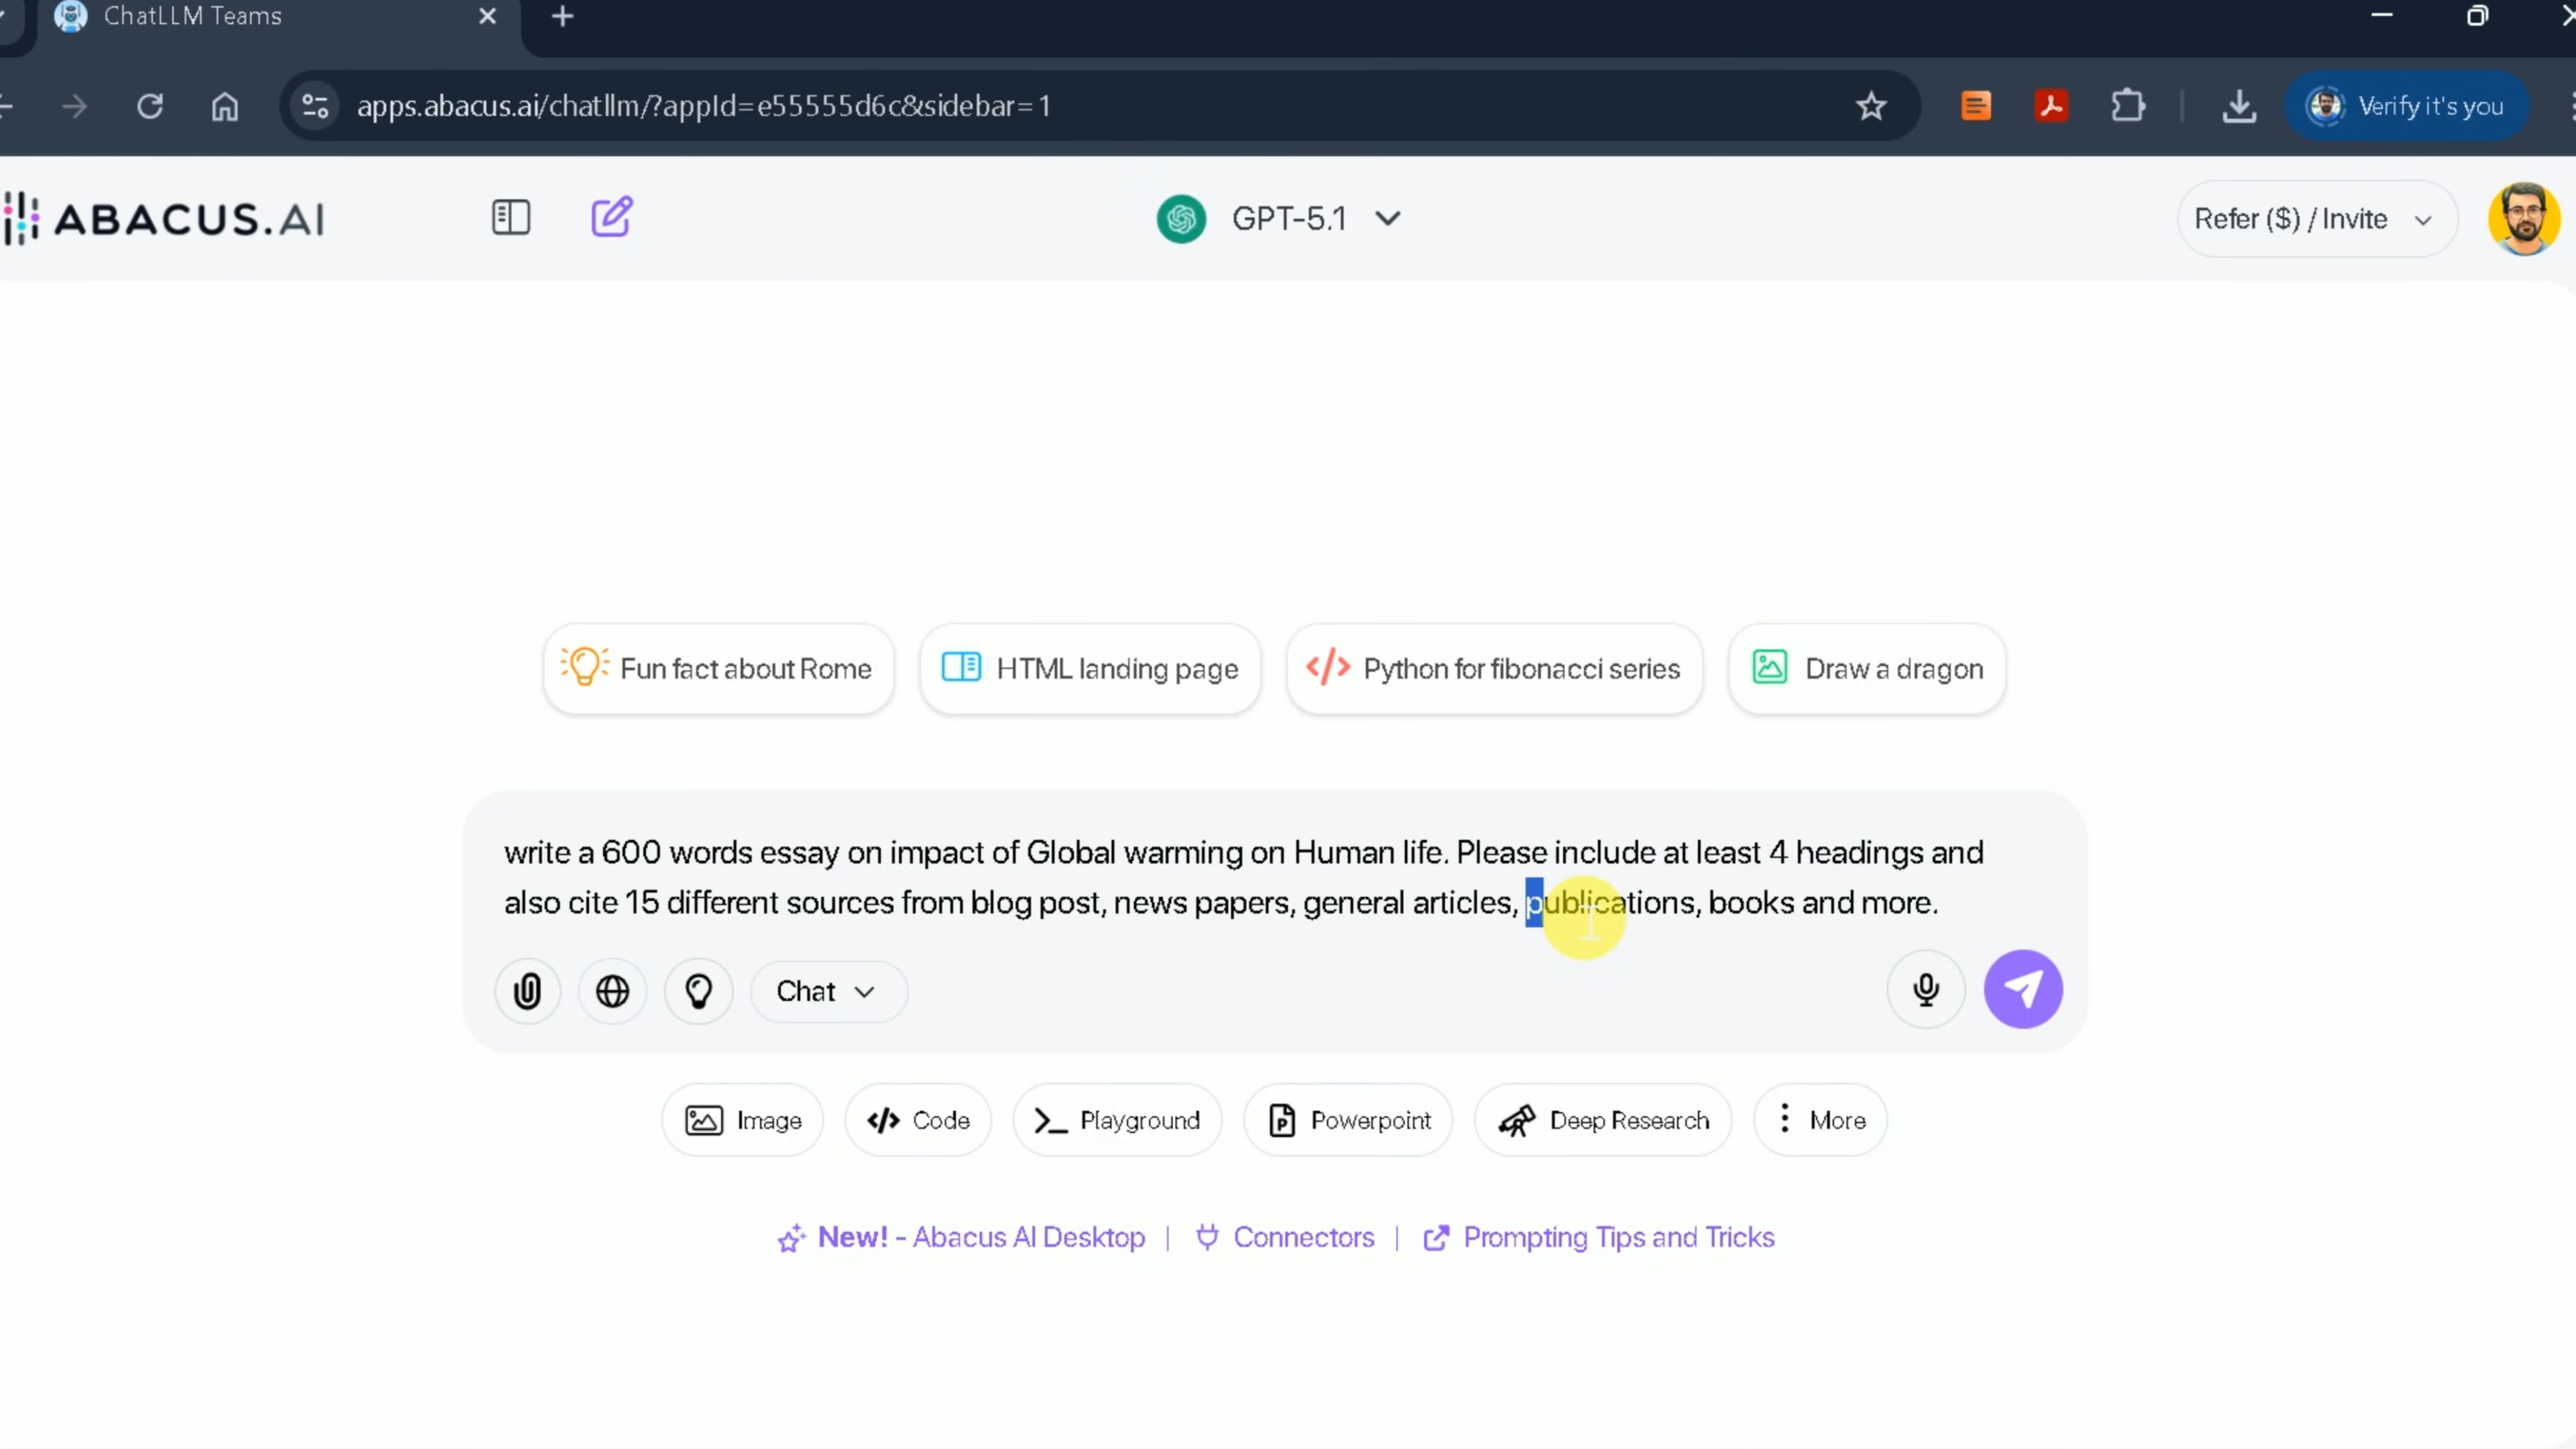 ChatLLM Teams
apps.abacus.ai/chatllm/?appId=e55555d6c&sidebar=1
Verify it's you
ABACUS.AI
GPT-5.1
Refer ($) / Invite
Fun fact about Rome
HTML landing page
Python for fibonacci series
Draw a dragon
write a 600 words essay on impact of Global warming on Human life. Please include at least 4 headings and
also cite 15 different sources from blog post, news papers, general articles, publications, books and more.
Chat
Image
Code
Playground
Powerpoint
Deep Research
More
New! - Abacus AI Desktop | Connectors | Prompting Tips and Tricks